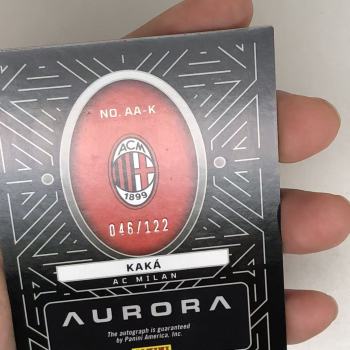 NO. AA-K
ACM
1899
046/122
KAKÁ
AC MILAN
AURORA
The autograph is guaranteed
by Panini America, Inc.